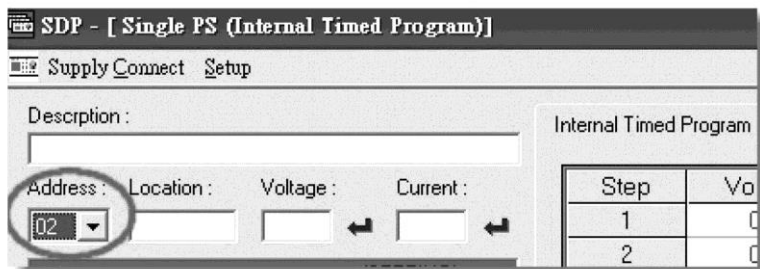 SDP - [ Single PS (Internal Timed Program)]
Supply Connect Setup
Descrption :
Internal Timed Program
Address : Location : Voltage : Current :
Step
02
1
2